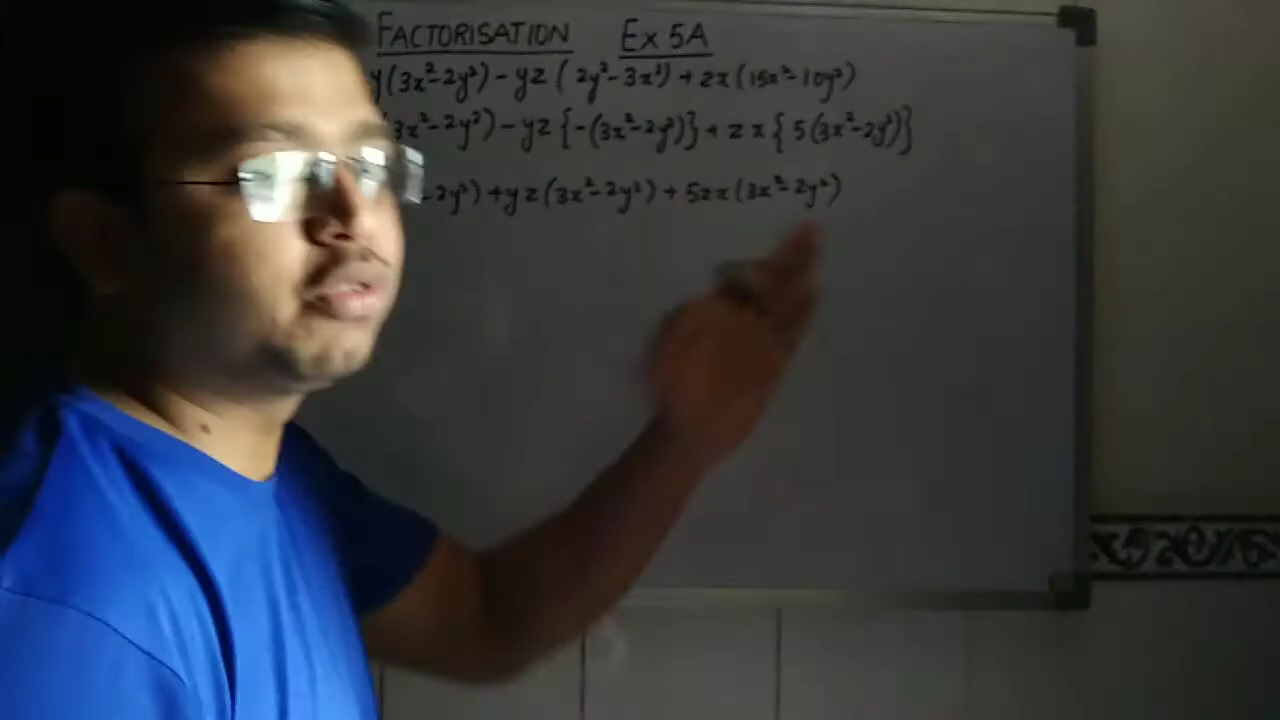 FACTORISATION Ex 5A
y(3x²-2y²) - yz(2y²-3x²) + zx(15x²-10y²)
(3x²-2y²) - yz{-(3x²-2y²)} + zx{5(3x²-2y²)}
-2y²) + yz(3x²-2y²) + 5zx(3x²-2y²)